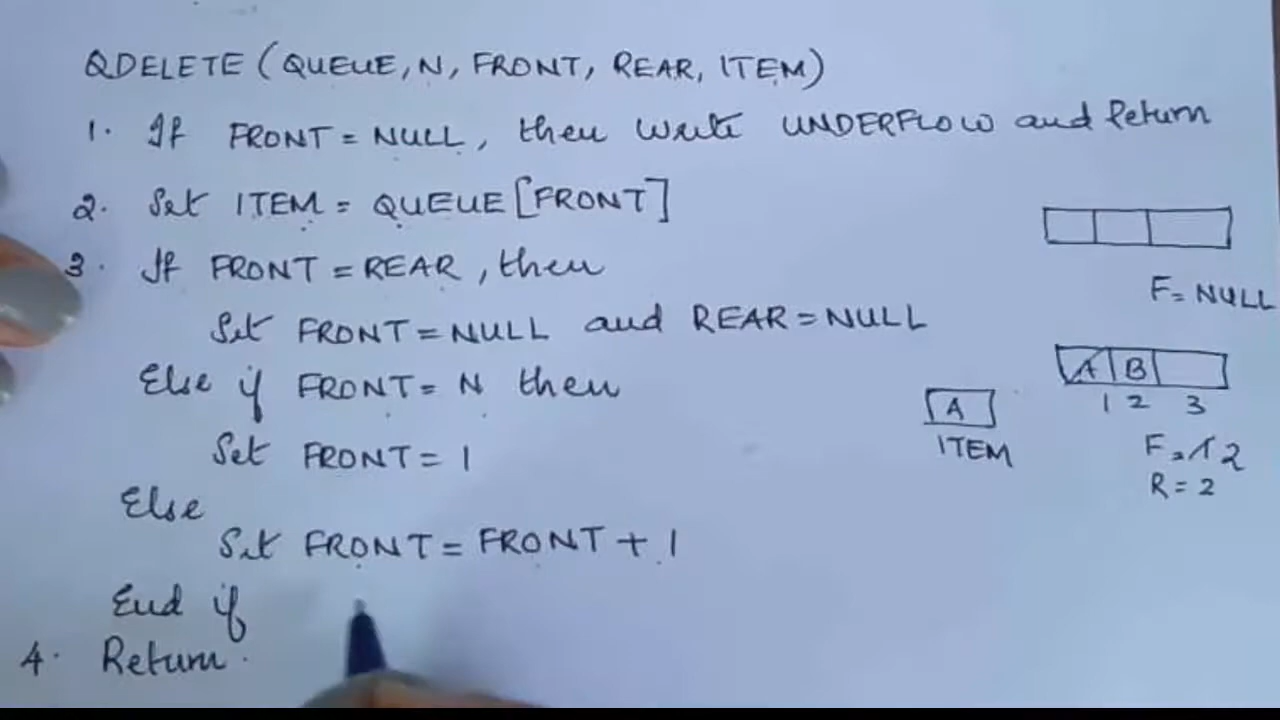 QDELETE (QUEUE, N, FRONT, REAR, ITEM)
1. If FRONT = NULL, then Write UNDERFLOW and Return
2. Set ITEM = QUEUE [FRONT]
3. If FRONT = REAR, then
Set FRONT = NULL and REAR = NULL
Else if FRONT = N then
Set FRONT = 1
Else
Set FRONT = FRONT + 1
End if
4. Return.
F = NULL
A B
1 2 3
F = 1 2
R = 2
A
ITEM